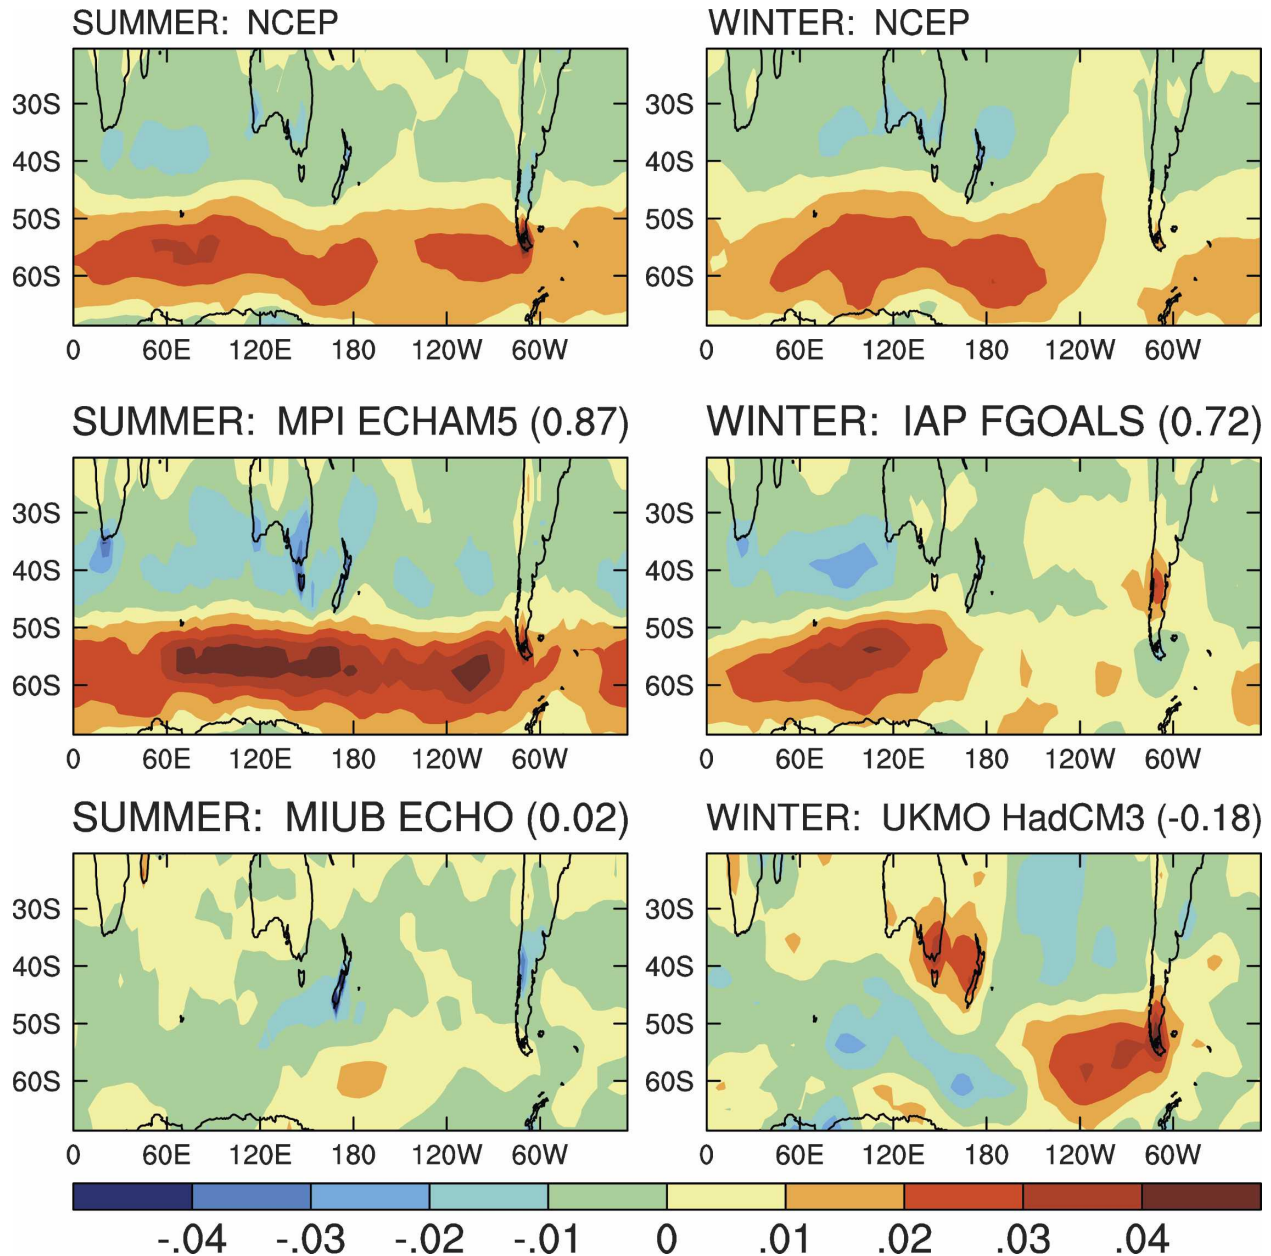 SUMMER: NCEP
WINTER: NCEP
30S
40S
50S
60S
0 60E 120E 180 120W 60W
30S
40S
50S
60S
0 60E 120E 180 120W 60W
SUMMER: MPI ECHAM5 (0.87)
WINTER: IAP FGOALS (0.72)
30S
40S
50S
60S
0 60E 120E 180 120W 60W
30S
40S
50S
60S
0 60E 120E 180 120W 60W
SUMMER: MIUB ECHO (0.02)
WINTER: UKMO HadCM3 (-0.18)
30S
40S
50S
60S
0 60E 120E 180 120W 60W
30S
40S
50S
60S
0 60E 120E 180 120W 60W
-.04 -.03 -.02 -.01 0 .01 .02 .03 .04